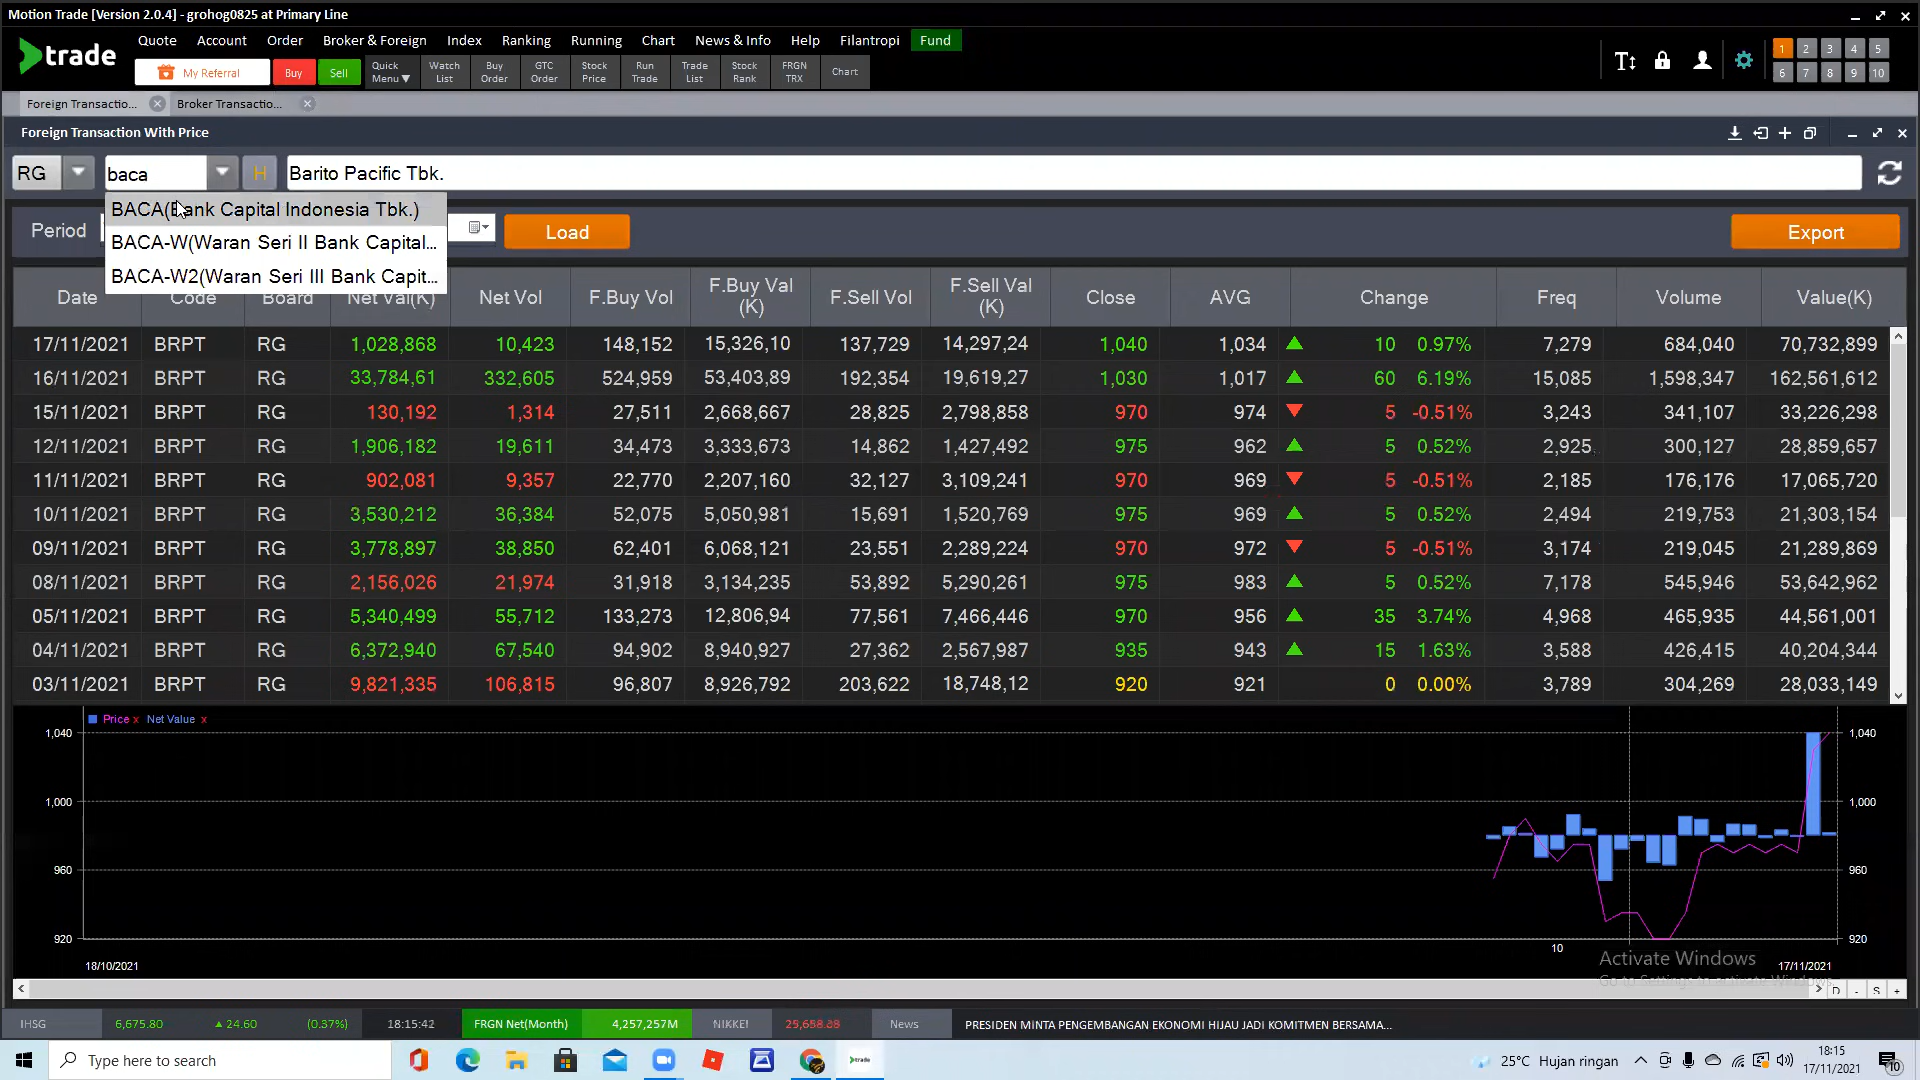 Motion Trade [Version 2.0.4] - grohog0825 at Primary Line
trade
Quote Account Order Broker & Foreign Index Ranking Running Chart News & Info Help Filantropi Fund
My Referral Buy Sell
Quick Menu ▼
Watch List
Buy Order
GTC Order
Stock Price
Run Trade
Trade List
Stock Rank
FRGN TRX
Chart
1 2 3 4 5
6 7 8 9 10
Foreign Transactio... Broker Transactio...
Foreign Transaction With Price
RG baca H Barito Pacific Tbk.
BACA(Bank Capital Indonesia Tbk.)
BACA-W(Waran Seri II Bank Capital...
BACA-W2(Waran Seri III Bank Capit...
Period Load Export
Date Code Board Net Val(K) Net Vol F.Buy Vol F.Buy Val (K) F.Sell Vol F.Sell Val (K) Close AVG Change Freq Volume Value(K)
17/11/2021 BRPT RG 1,028,868 10,423 148,152 15,326,10 137,729 14,297,24 1,040 1,034 10 0.97% 7,279 684,040 70,732,899
16/11/2021 BRPT RG 33,784,61 332,605 524,959 53,403,89 192,354 19,619,27 1,030 1,017 60 6.19% 15,085 1,598,347 162,561,612
15/11/2021 BRPT RG 130,192 1,314 27,511 2,668,667 28,825 2,798,858 970 974 5 -0.51% 3,243 341,107 33,226,298
12/11/2021 BRPT RG 1,906,182 19,611 34,473 3,333,673 14,862 1,427,492 975 962 5 0.52% 2,925 300,127 28,859,657
11/11/2021 BRPT RG 902,081 9,357 22,770 2,207,160 32,127 3,109,241 970 969 5 -0.51% 2,185 176,176 17,065,720
10/11/2021 BRPT RG 3,530,212 36,384 52,075 5,050,981 15,691 1,520,769 975 969 5 0.52% 2,494 219,753 21,303,154
09/11/2021 BRPT RG 3,778,897 38,850 62,401 6,068,121 23,551 2,289,224 970 972 5 -0.51% 3,174 219,045 21,289,869
08/11/2021 BRPT RG 2,156,026 21,974 31,918 3,134,235 53,892 5,290,261 975 983 5 0.52% 7,178 545,946 53,642,962
05/11/2021 BRPT RG 5,340,499 55,712 133,273 12,806,94 77,561 7,466,446 970 956 35 3.74% 4,968 465,935 44,561,001
04/11/2021 BRPT RG 6,372,940 67,540 94,902 8,940,927 27,362 2,567,987 935 943 15 1.63% 3,588 426,415 40,204,344
03/11/2021 BRPT RG 9,821,335 106,815 96,807 8,926,792 203,622 18,748,12 920 921 0 0.00% 3,789 304,269 28,033,149
Price x Net Value x
1,040 1,040
1,000 1,000
960 960
920 920
10
18/10/2021 17/11/2021
Activate Windows
Go to Settings to activate Windows.
D - S +
IHSG 6,675.80 ▲ 24.60 (0.37%) 18:15:42 FRGN Net(Month) 4,257,257M NIKKEI 25,658.28 News PRESIDEN MINTA PENGEMBANGAN EKONOMI HIJAU JADI KOMITMEN BERSAMA...
Type here to search
25°C Hujan ringan
18:15
17/11/2021
10